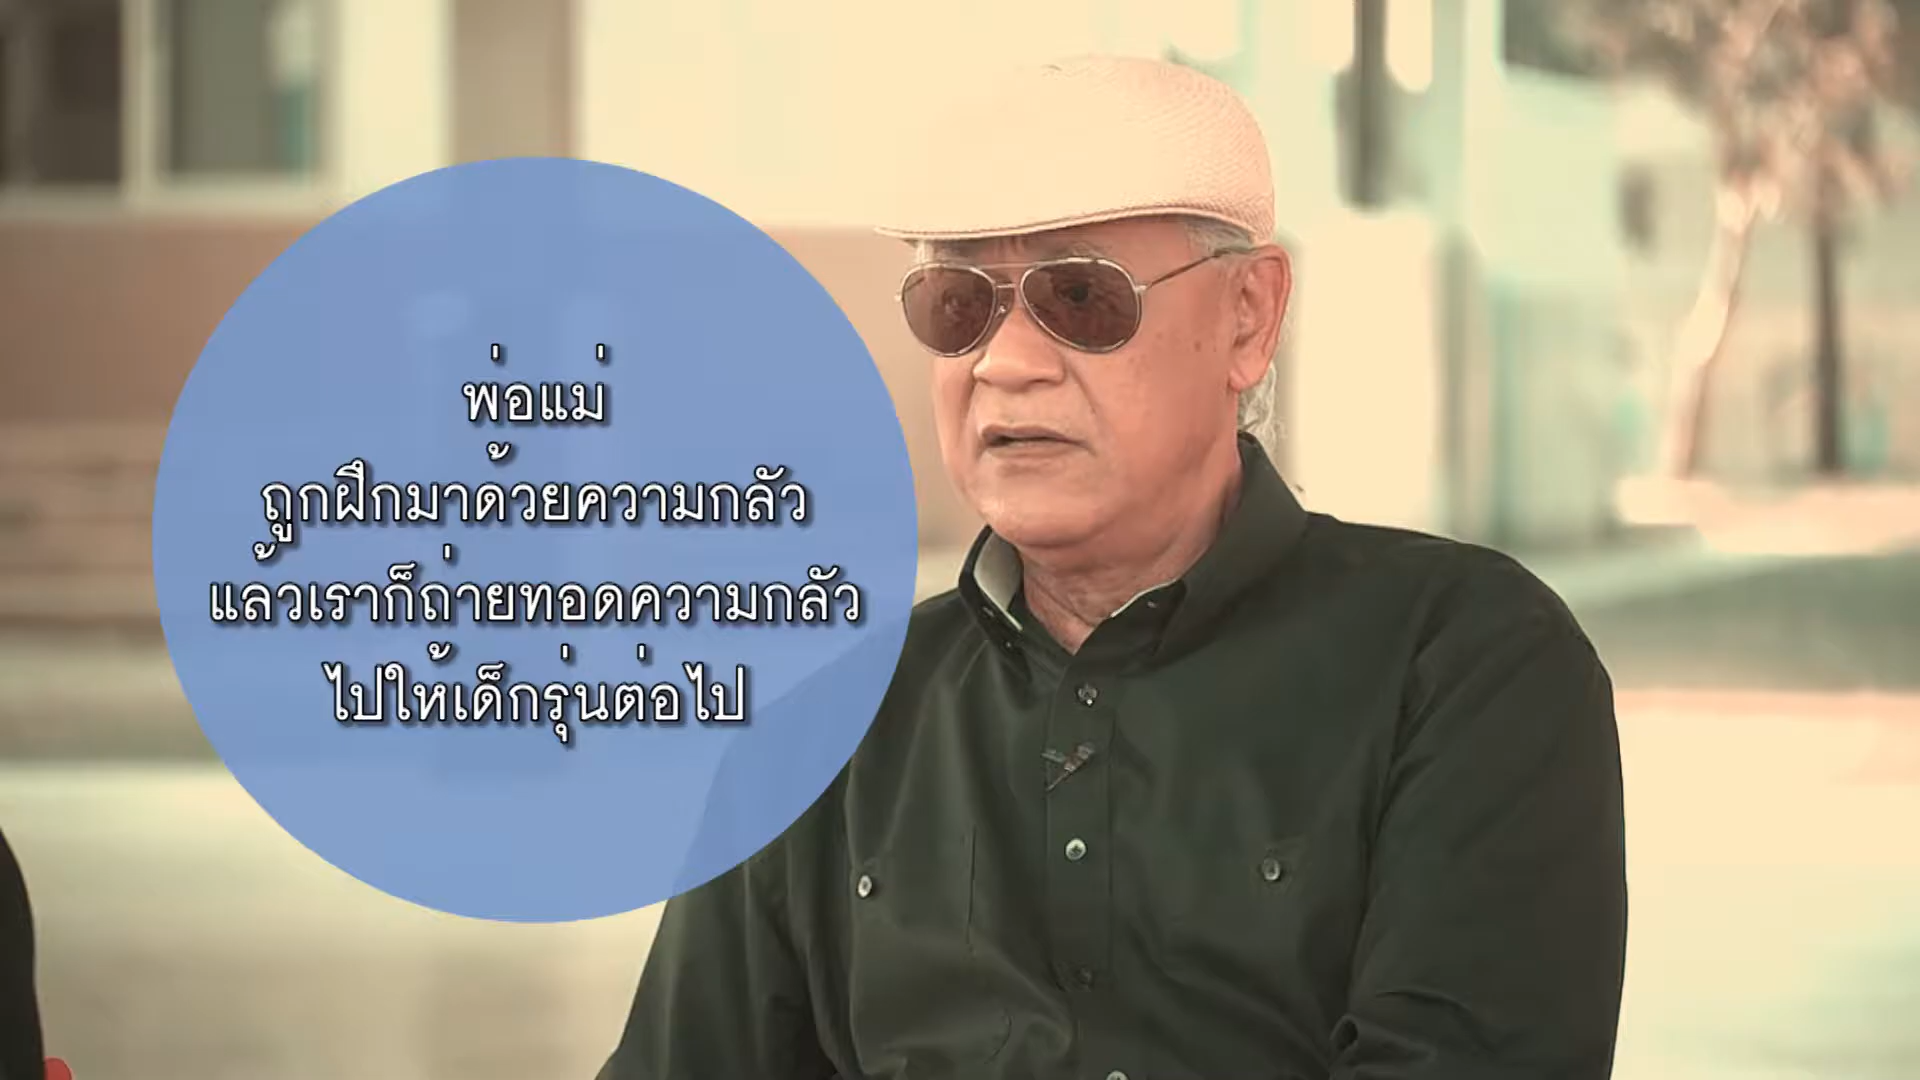 พ่อแม่
ถูกฝึกมาด้วยความกลัว
แล้วเราก็ถ่ายทอดความกลัว
ไปให้เด็กรุ่นต่อไป